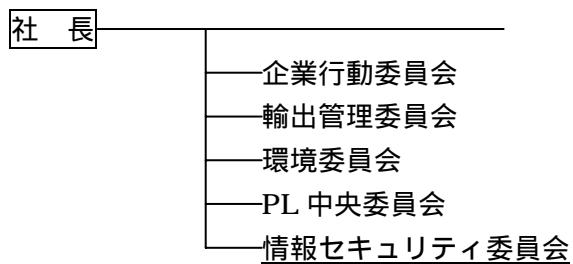 社　長
企業行動委員会
輸出管理委員会
環境委員会
PL 中央委員会
情報セキュリティ委員会